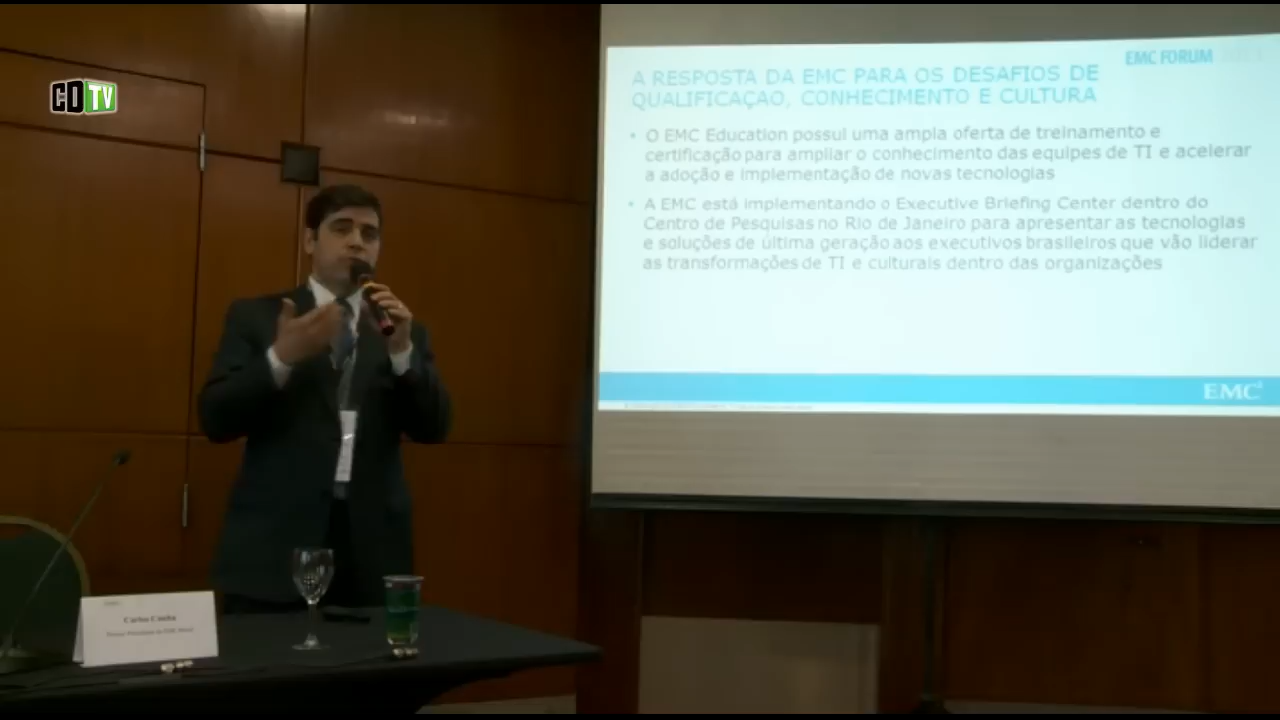 CDTV
EMC FORUM
A RESPOSTA DA EMC PARA OS DESAFIOS DE
QUALIFICAÇAO, CONHECIMENTO E CULTURA
• O EMC Education possui uma ampla oferta de treinamento e
certificação para ampliar o conhecimento das equipes de TI e acelerar
a adoção e implementação de novas tecnologias
• A EMC está implementando o Executive Briefing Center dentro do
Centro de Pesquisas no Rio de Janeiro para apresentar as tecnologias
e soluções de última geração aos executivos brasileiros que vão liderar
as transformações de TI e culturais dentro das organizações
EMC²
Carlos Cunha